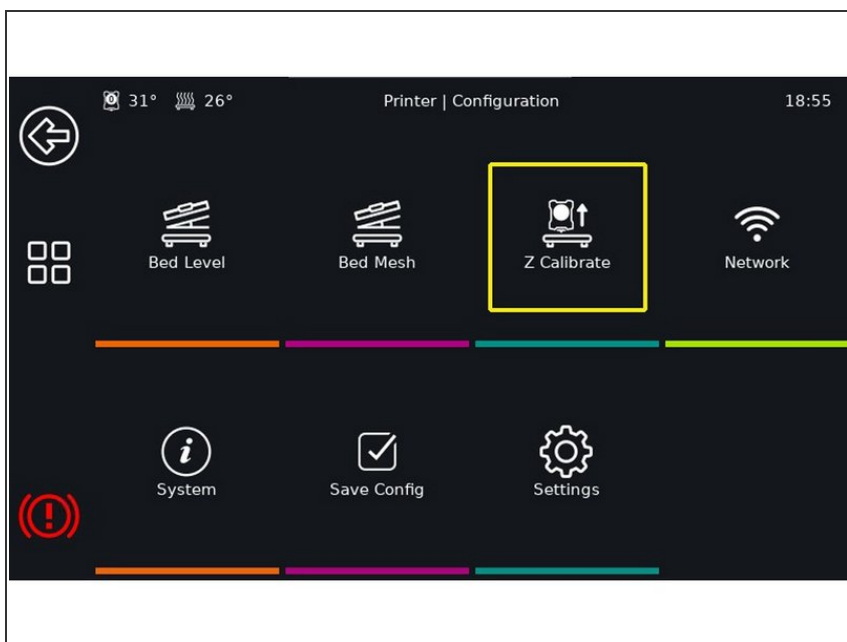 31° 26° Printer | Configuration 18:55
Bed Level Bed Mesh Z Calibrate Network
System Save Config Settings